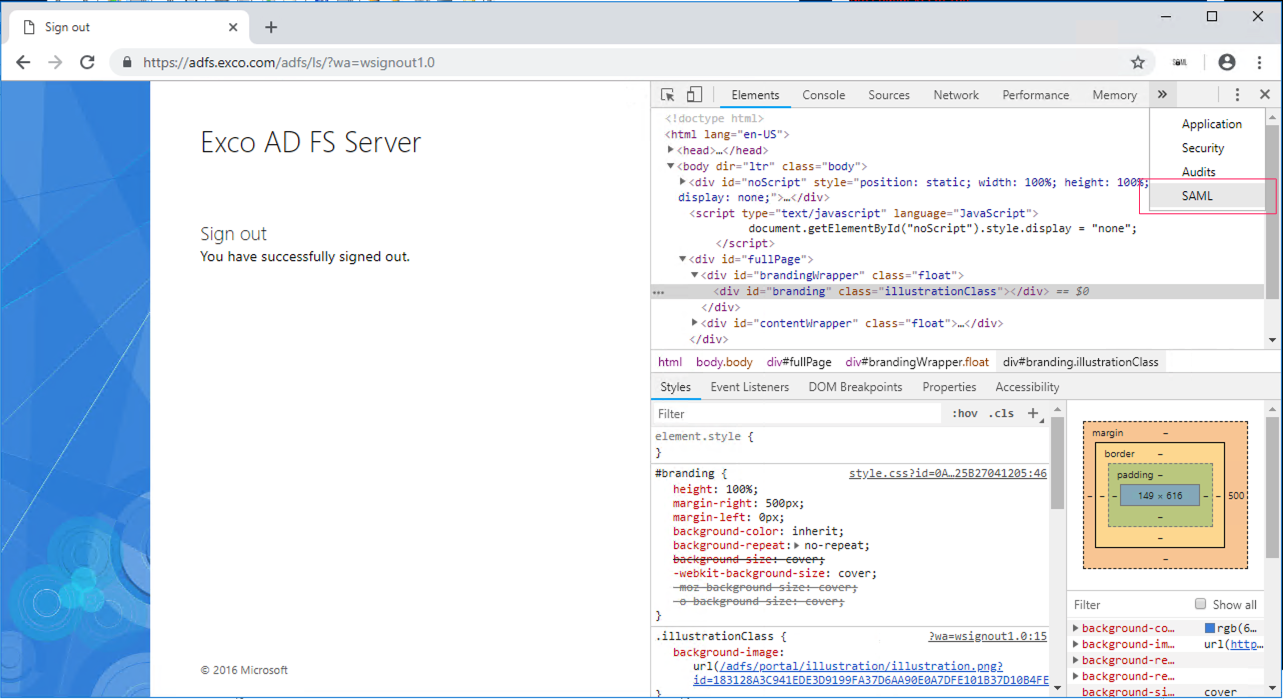 Sign out
https://adfs.exco.com/adfs/ls/?wa=wsignout1.0
SAML
Exco AD FS Server
Sign out
You have successfully signed out.
© 2016 Microsoft
Elements Console Sources Network Performance Memory »
Application
Security
Audits
SAML
<!doctype html>
<html lang="en-US">
<head>…</head>
<body dir="ltr" class="body">
<div id="noScript" style="position: static; width: 100%; height: 100%;
display: none;">…</div>
<script type="text/javascript" language="JavaScript">
document.getElementById("noScript").style.display = "none";
</script>
<div id="fullPage">
<div id="brandingWrapper" class="float">
… <div id="branding" class="illustrationClass"></div> == $0
</div>
<div id="contentWrapper" class="float">…</div>
</div>
html body.body div#fullPage div#brandingWrapper.float div#branding.illustrationClass
Styles Event Listeners DOM Breakpoints Properties Accessibility
Filter :hov .cls +
element.style {
}
#branding { style.css?id=0A…25B27041205:46
height: 100%;
margin-right: 500px;
margin-left: 0px;
background-color: inherit;
background-repeat: no-repeat;
background-size: cover;
-webkit-background-size: cover;
-moz-background-size: cover;
-o-background-size: cover;
}
.illustrationClass { ?wa=wsignout1.0:15
background-image:
url(/adfs/portal/illustration/illustration.png?
id=183128A3C941EDE3D9199FA37D6AA90E0A7DFE101B37D10B4FE
}
margin –
border –
padding –
– – – 149 × 616 – – 500
–
–
–
Filter Show all
background-co… rgb(6…
background-im… url(http…
background-re…
background-re…
background-si… cover